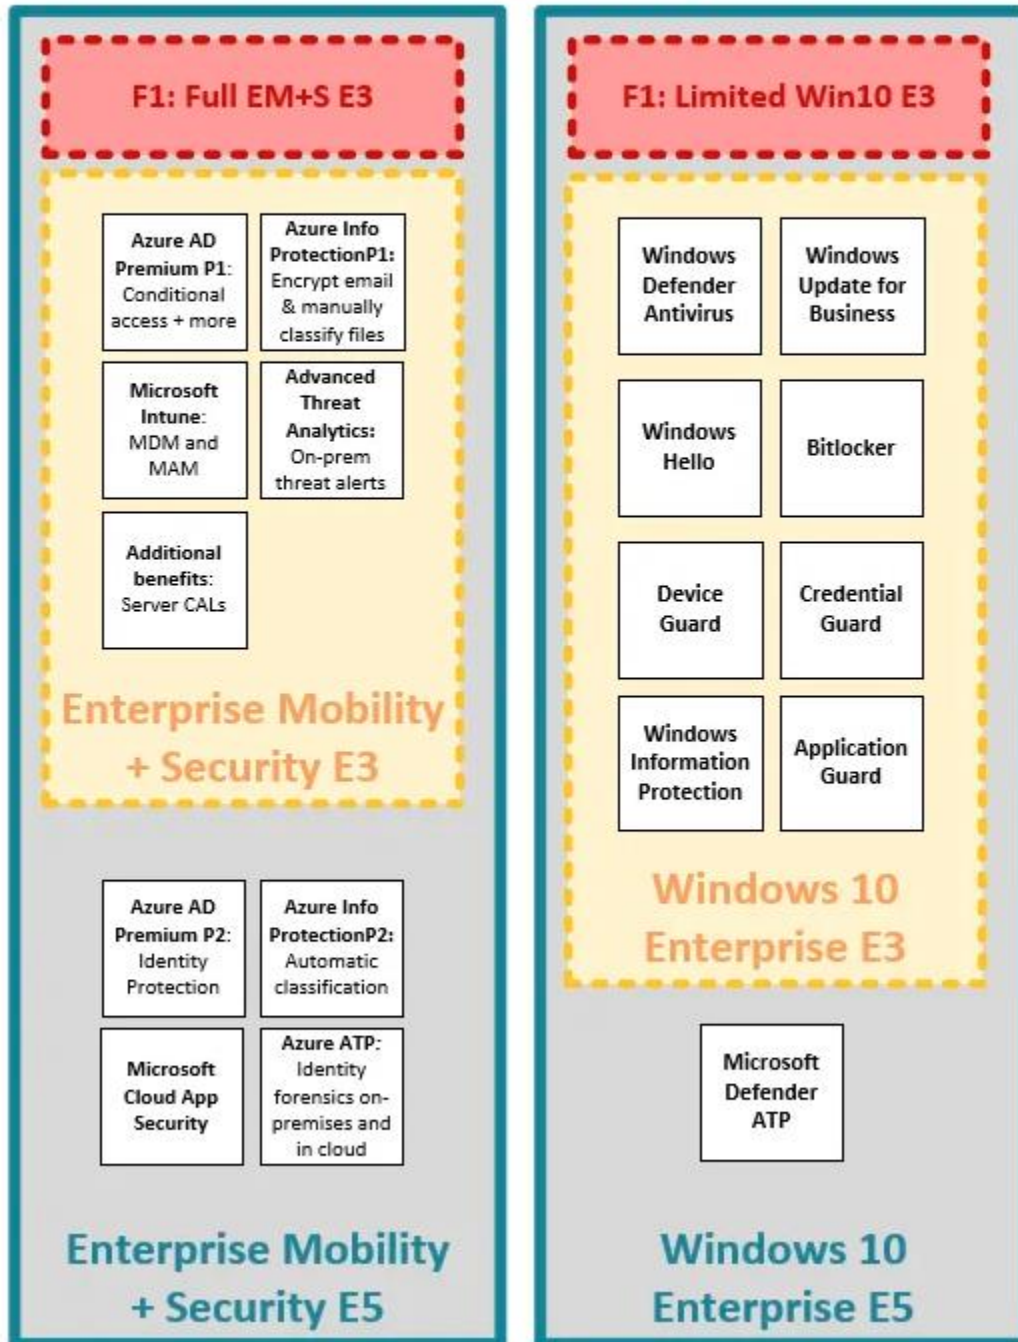 F1: Full EM+S E3
Azure AD
Premium P1:
Conditional
access + more
Azure Info
ProtectionP1:
Encrypt email
& manually
classify files
Microsoft
Intune:
MDM and
MAM
Advanced
Threat
Analytics:
On-prem
threat alerts
Additional
benefits:
Server CALs
Enterprise Mobility
+ Security E3
Azure AD
Premium P2:
Identity
Protection
Azure Info
ProtectionP2:
Automatic
classification
Microsoft
Cloud App
Security
Azure ATP:
Identity
forensics on-
premises and
in cloud
Enterprise Mobility
+ Security E5
F1: Limited Win10 E3
Windows
Defender
Antivirus
Windows
Update for
Business
Windows
Hello
Bitlocker
Device
Guard
Credential
Guard
Windows
Information
Protection
Application
Guard
Windows 10
Enterprise E3
Microsoft
Defender
ATP
Windows 10
Enterprise E5